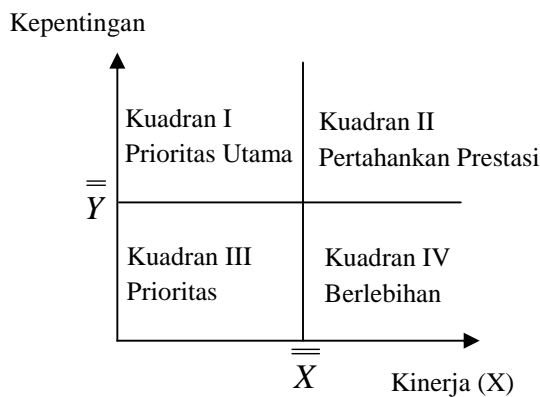 Kepentingan
Kuadran I
Prioritas Utama
Kuadran II
Pertahankan Prestasi
Y̿
Kuadran III
Prioritas
Kuadran IV
Berlebihan
X̿
Kinerja (X)